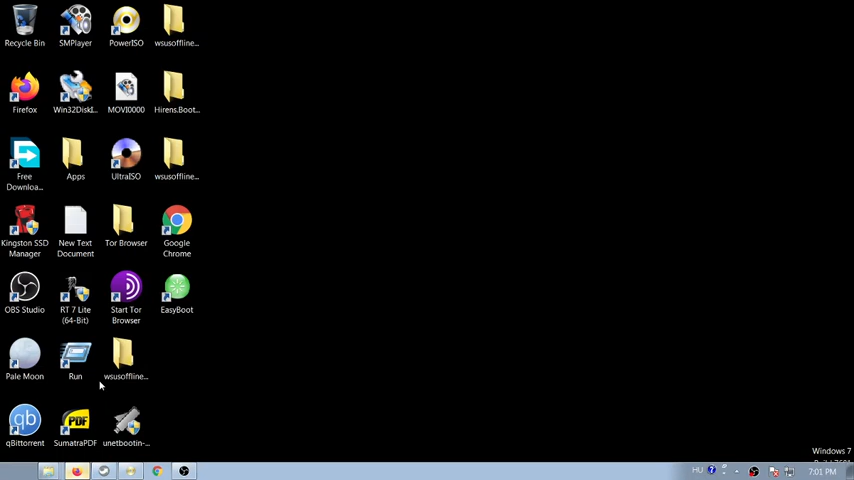 Recycle Bin
SMPlayer
PowerISO
wsusoffline...
Firefox
Win32DiskI...
MOVI0000
Hirens.Boot...
Free
Downloa...
Apps
UltraISO
wsusoffline...
Kingston SSD
Manager
New Text
Document
Tor Browser
Google
Chrome
OBS Studio
RT 7 Lite
(64-Bit)
Start Tor
Browser
EasyBoot
Pale Moon
Run
wsusoffline...
qBittorrent
PDF
SumatraPDF
unetbootin-...
Windows 7
HU
7:01 PM